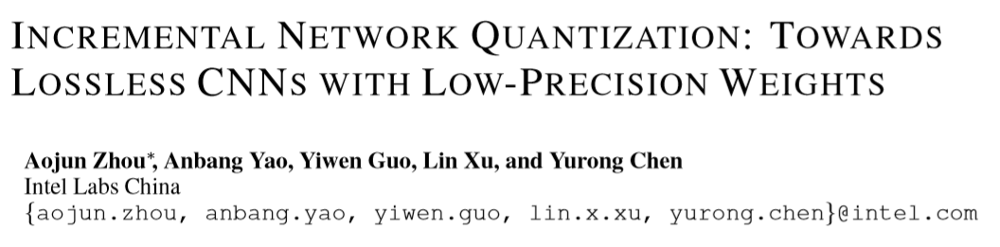 INCREMENTAL NETWORK QUANTIZATION: TOWARDS
LOSSLESS CNNS WITH LOW-PRECISION WEIGHTS
Aojun Zhou*, Anbang Yao, Yiwen Guo, Lin Xu, and Yurong Chen
Intel Labs China
{aojun.zhou, anbang.yao, yiwen.guo, lin.x.xu, yurong.chen}@intel.com